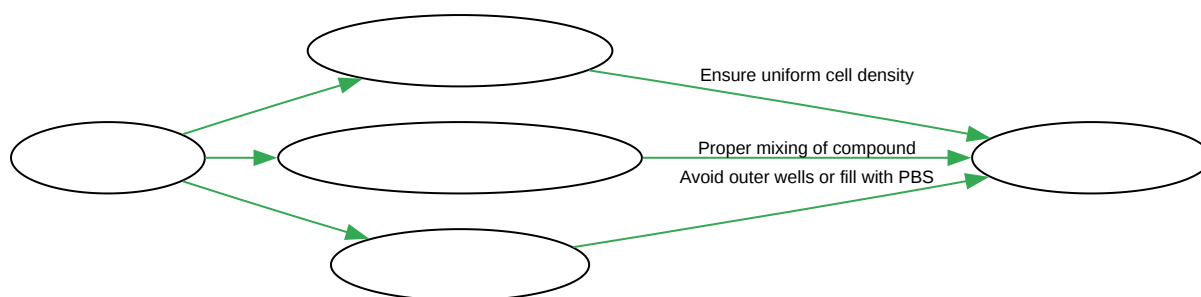 Ensure uniform cell density
Proper mixing of compound
Avoid outer wells or fill with PBS